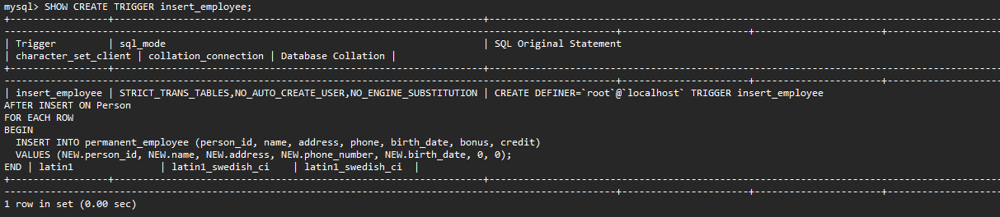 mysql> SHOW CREATE TRIGGER insert_employee;
+----------------+------------------------------------------------------------+------------------------------------------------------------------------------------
---------------------------------------------------------------------------------------------------+----------------------+----------------------+--------------------
| Trigger         | sql_mode                                                   | SQL Original Statement
| character_set_client | collation_connection | Database Collation |
+----------------+------------------------------------------------------------+------------------------------------------------------------------------------------
---------------------------------------------------------------------------------------------------+----------------------+----------------------+--------------------
| insert_employee | STRICT_TRANS_TABLES,NO_AUTO_CREATE_USER,NO_ENGINE_SUBSTITUTION | CREATE DEFINER=`root`@`localhost` TRIGGER insert_employee
AFTER INSERT ON Person
FOR EACH ROW
BEGIN
  INSERT INTO permanent_employee (person_id, name, address, phone, birth_date, bonus, credit)
  VALUES (NEW.person_id, NEW.name, NEW.address, NEW.phone_number, NEW.birth_date, 0, 0);
END | latin1               | latin1_swedish_ci    | latin1_swedish_ci  |
+----------------+------------------------------------------------------------+------------------------------------------------------------------------------------
---------------------------------------------------------------------------------------------------+----------------------+----------------------+--------------------
1 row in set (0.00 sec)